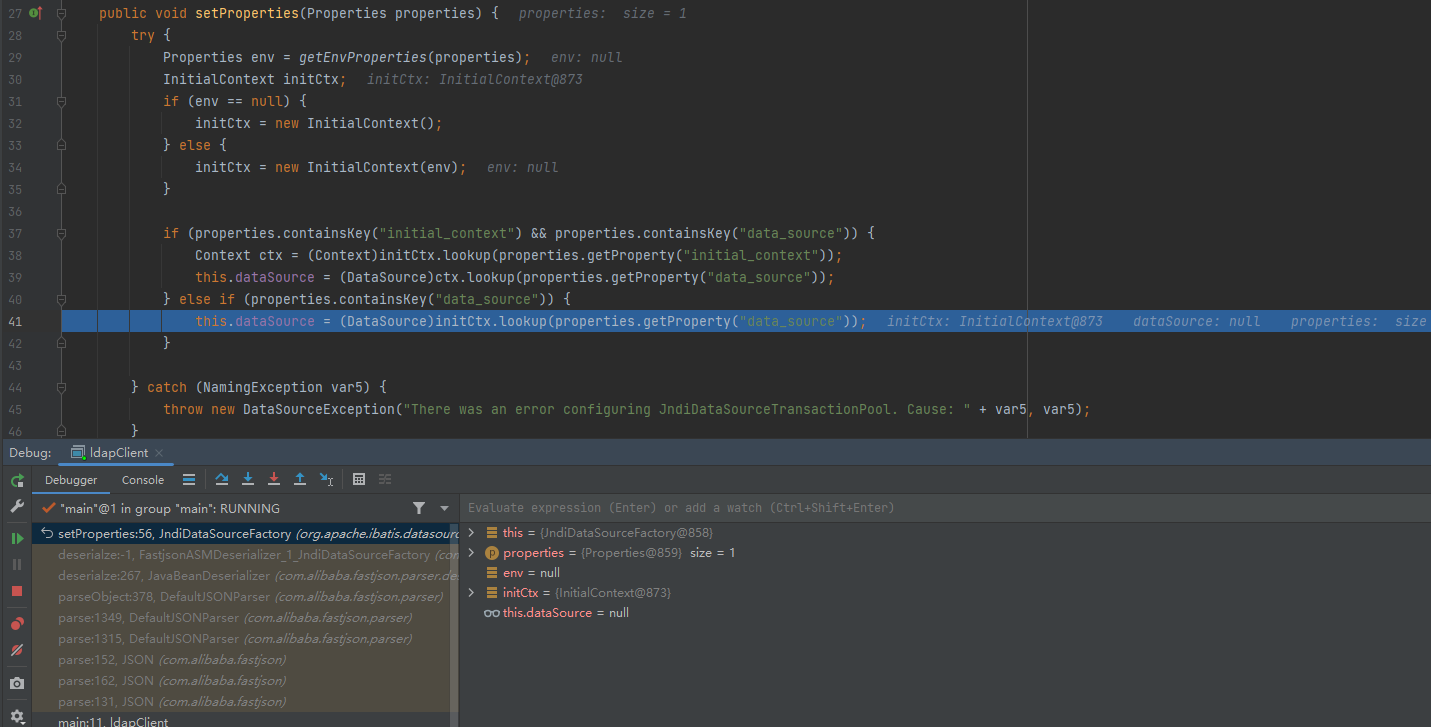 27 public void setProperties(Properties properties) { properties: size = 1
28 try {
29 Properties env = getEnvProperties(properties); env: null
30 InitialContext initCtx; initCtx: InitialContext@873
31 if (env == null) {
32 initCtx = new InitialContext();
33 } else {
34 initCtx = new InitialContext(env); env: null
35 }
36
37 if (properties.containsKey("initial_context") && properties.containsKey("data_source")) {
38 Context ctx = (Context)initCtx.lookup(properties.getProperty("initial_context"));
39 this.dataSource = (DataSource)ctx.lookup(properties.getProperty("data_source"));
40 } else if (properties.containsKey("data_source")) {
41 this.dataSource = (DataSource)initCtx.lookup(properties.getProperty("data_source")); initCtx: InitialContext@873 dataSource: null properties: size
42 }
43
44 } catch (NamingException var5) {
45 throw new DataSourceException("There was an error configuring JndiDataSourceTransactionPool. Cause: " + var5, var5);
46 }
Debug: ldapClient
Debugger Console
"main"@1 in group "main": RUNNING
Evaluate expression (Enter) or add a watch (Ctrl+Shift+Enter)
setProperties:56, JndiDataSourceFactory (org.apache.ibatis.datasourc
deserialze:-1, FastjsonASMDeserializer_1_JndiDataSourceFactory (con
deserialze:267, JavaBeanDeserializer (com.alibaba.fastjson.parser.de
parseObject:378, DefaultJSONParser (com.alibaba.fastjson.parser)
parse:1349, DefaultJSONParser (com.alibaba.fastjson.parser)
parse:1315, DefaultJSONParser (com.alibaba.fastjson.parser)
parse:152, JSON (com.alibaba.fastjson)
parse:162, JSON (com.alibaba.fastjson)
parse:131, JSON (com.alibaba.fastjson)
main:11, ldapClient
this = {JndiDataSourceFactory@858}
p properties = {Properties@859} size = 1
env = null
initCtx = {InitialContext@873}
this.dataSource = null